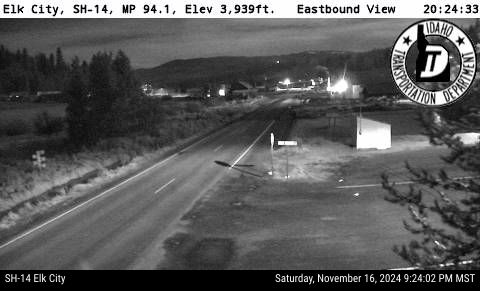 Elk City, SH-14, MP 94.1, Elev 3,939ft. Eastbound View 20:24:33
IDAHO
TRANSPORTATION DEPARTMENT
SH-14 Elk City Saturday, November 16, 2024 9:24:02 PM MST